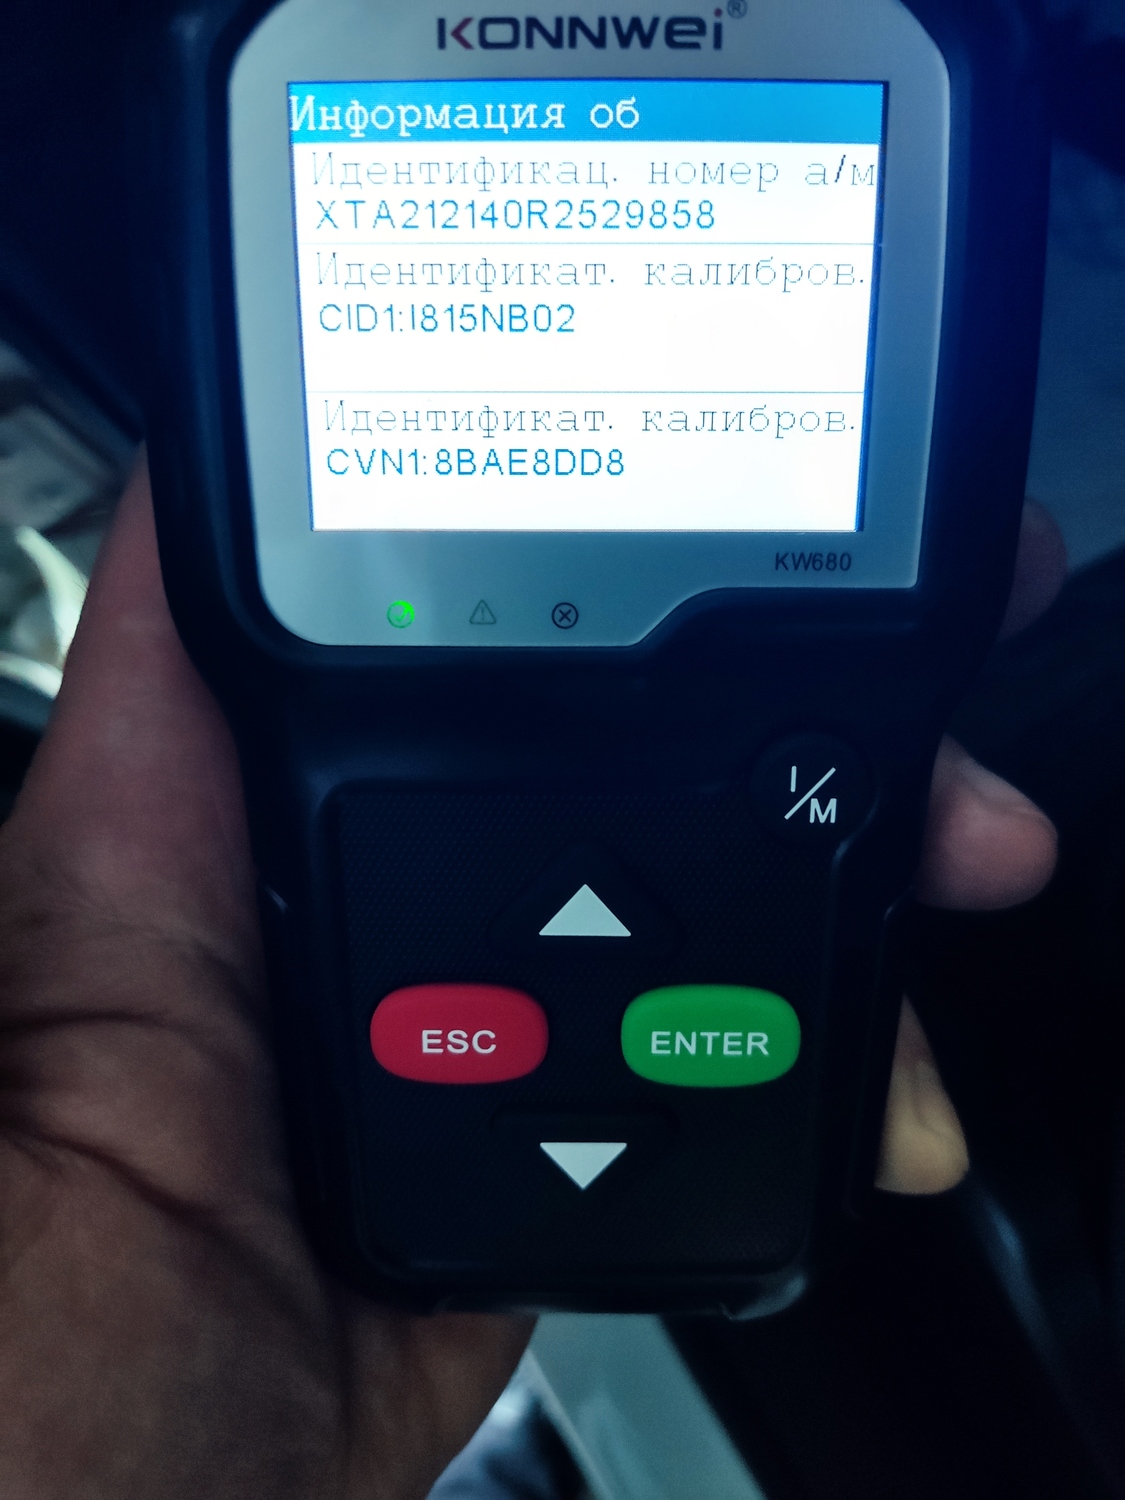 KONNWEI®
Информация об
Идентификац. номер а/м
XTA212140R2529858
Идентификат. калибров.
CID1:I815NB02
Идентификат. калибров.
CVN1:8BAE8DD8
KW680
I/M
ESC
ENTER